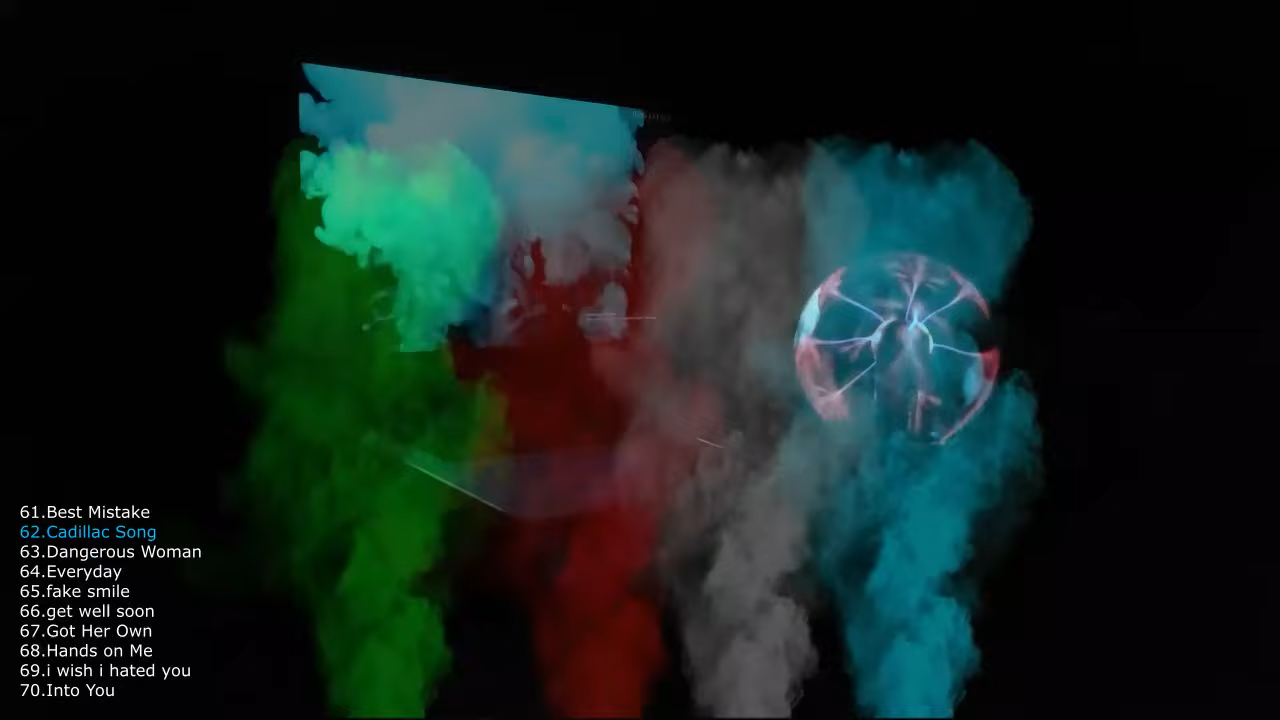 61.Best Mistake
62.Cadillac Song
63.Dangerous Woman
64.Everyday
65.fake smile
66.get well soon
67.Got Her Own
68.Hands on Me
69.i wish i hated you
70.Into You